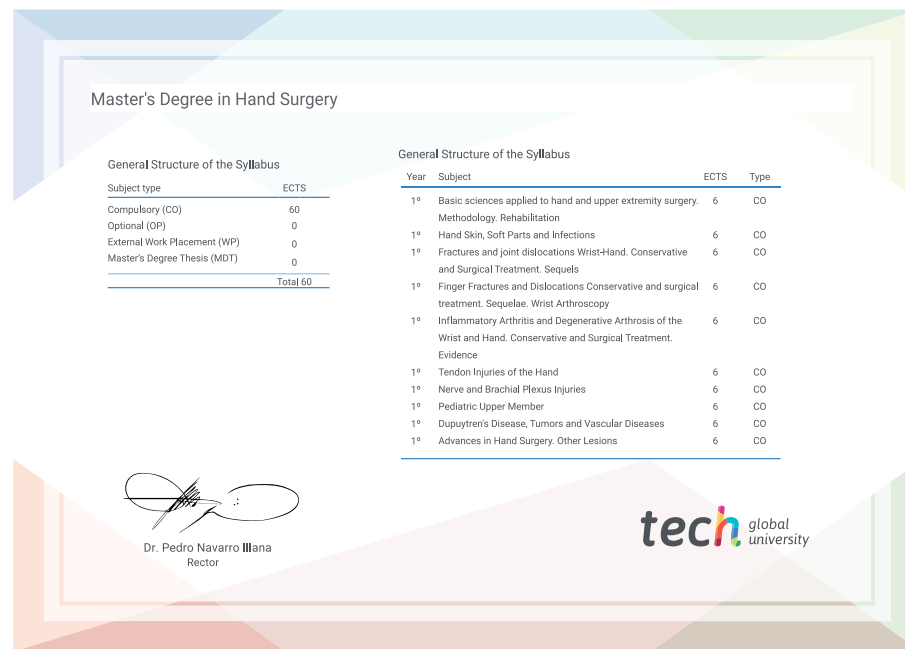 Master's Degree in Hand Surgery
General Structure of the Syllabus
Subject type ECTS
Compulsory (CO) 60
Optional (OP) 0
External Work Placement (WP) 0
Master's Degree Thesis (MDT) 0
Total 60
General Structure of the Syllabus
Year Subject ECTS Type
1º Basic sciences applied to hand and upper extremity surgery. 6 CO
Methodology. Rehabilitation
1º Hand Skin, Soft Parts and Infections 6 CO
1º Fractures and joint dislocations Wrist-Hand. Conservative 6 CO
and Surgical Treatment. Sequels
1º Finger Fractures and Dislocations Conservative and surgical 6 CO
treatment. Sequelae. Wrist Arthroscopy
1º Inflammatory Arthritis and Degenerative Arthrosis of the 6 CO
Wrist and Hand. Conservative and Surgical Treatment.
Evidence
1º Tendon Injuries of the Hand 6 CO
1º Nerve and Brachial Plexus Injuries 6 CO
1º Pediatric Upper Member 6 CO
1º Dupuytren's Disease, Tumors and Vascular Diseases 6 CO
1º Advances in Hand Surgery. Other Lesions 6 CO
Dr. Pedro Navarro Illana
Rector
tech global
university